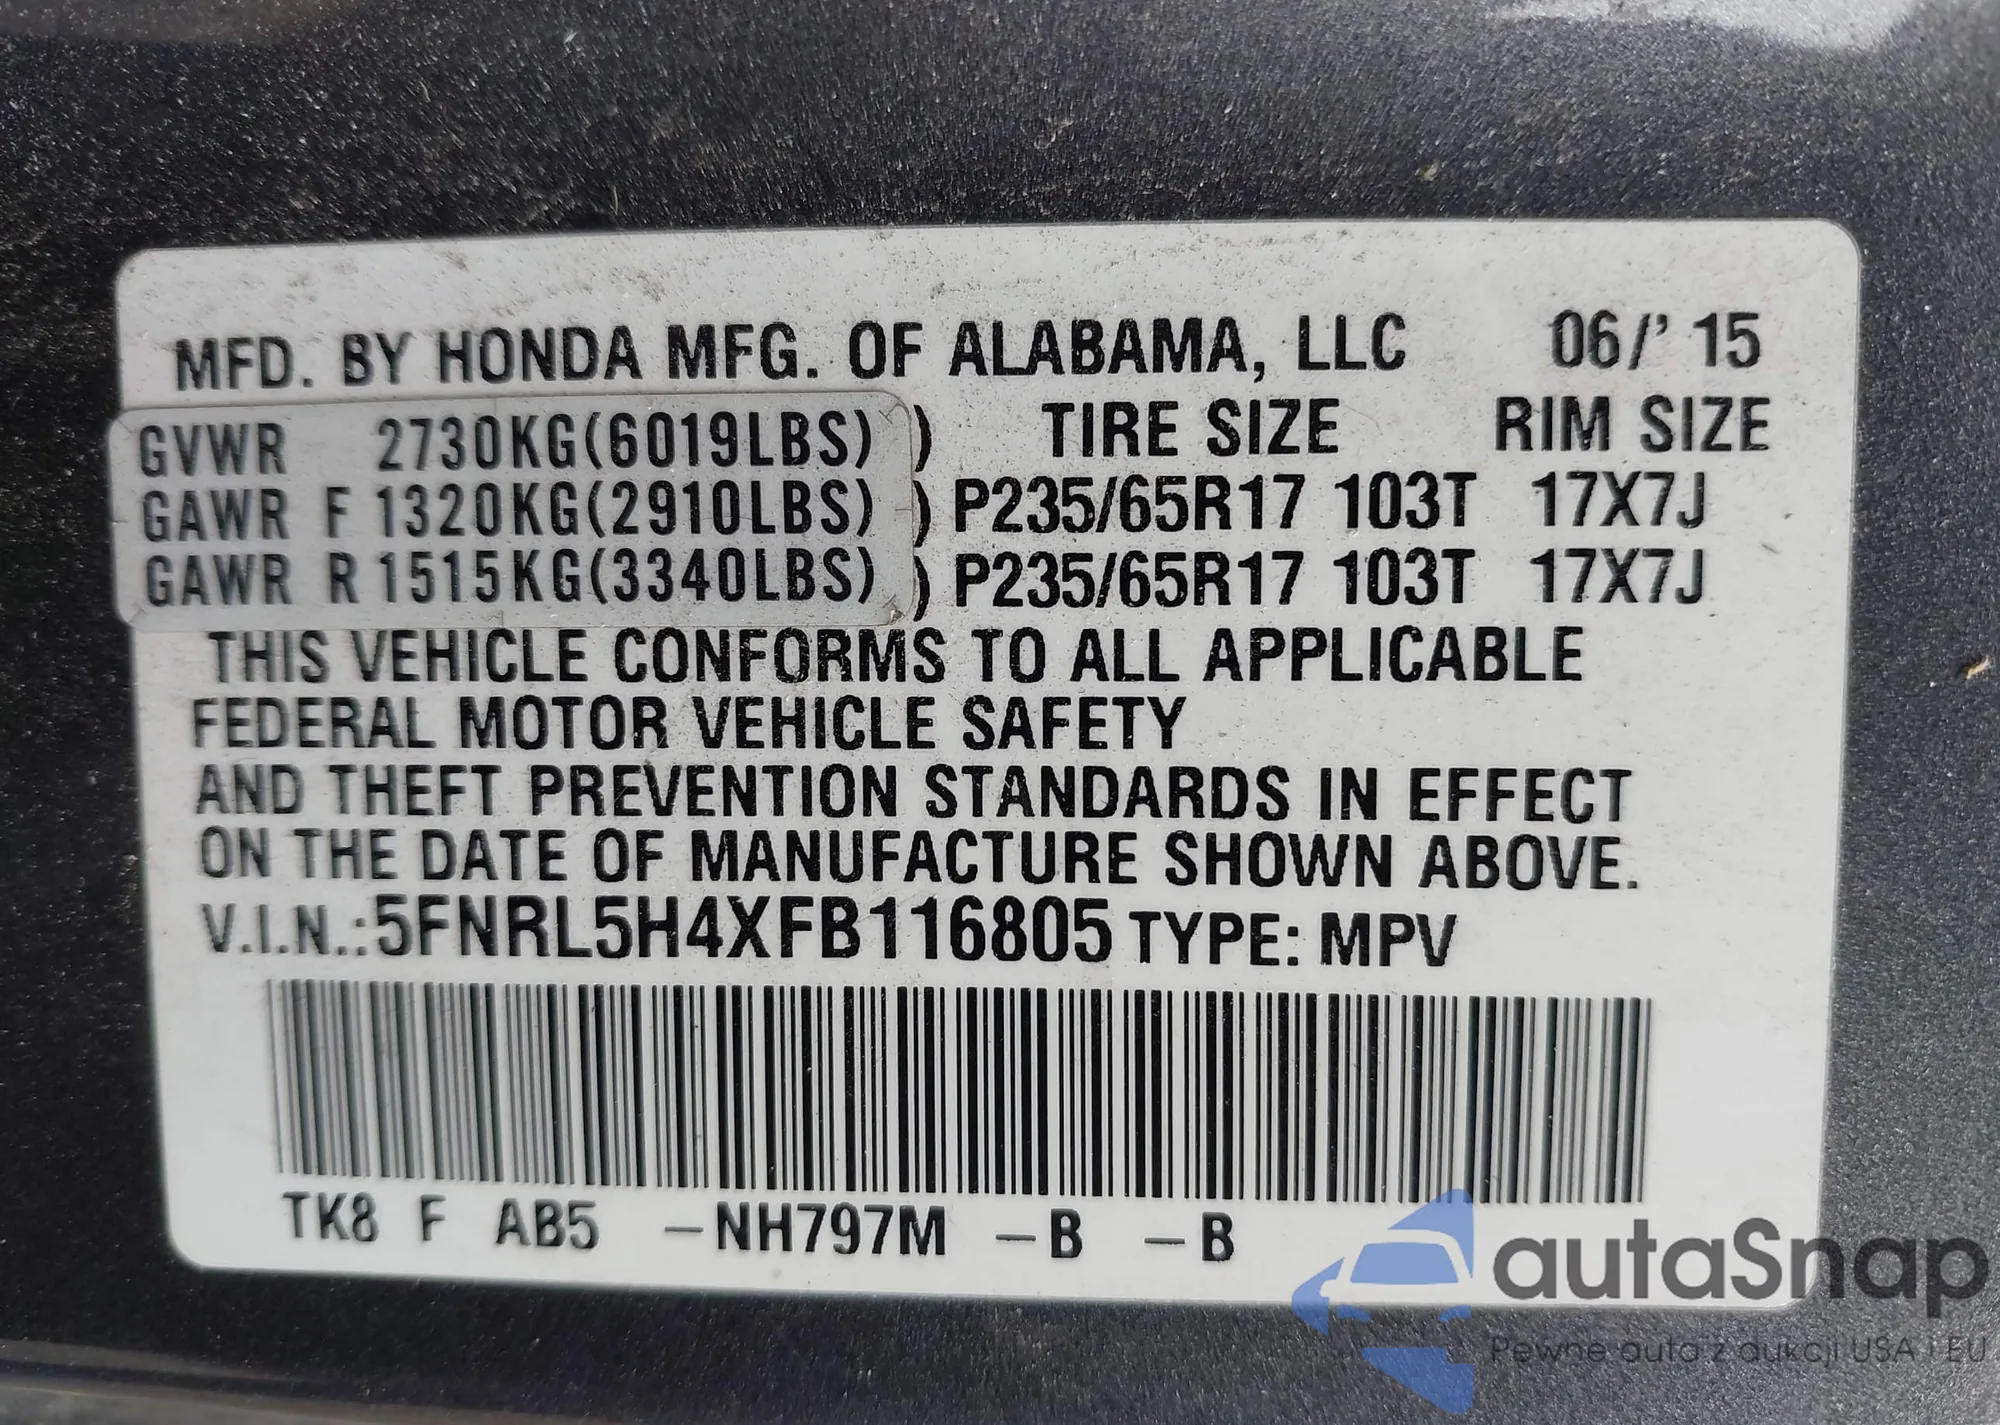 MFD. BY HONDA MFG. OF ALABAMA, LLC 06/' 15
GVWR 2730KG(6019LBS) ) TIRE SIZE RIM SIZE
GAWR F 1320KG(2910LBS) ) P235/65R17 103T 17X7J
GAWR R 1515KG(3340LBS) ) P235/65R17 103T 17X7J
THIS VEHICLE CONFORMS TO ALL APPLICABLE
FEDERAL MOTOR VEHICLE SAFETY
AND THEFT PREVENTION STANDARDS IN EFFECT
ON THE DATE OF MANUFACTURE SHOWN ABOVE.
V.I.N.:5FNRL5H4XFB116805 TYPE: MPV
TK8 F AB5 -NH797M -B -B
autaSnap
Pewne auta z aukcji USA i EU